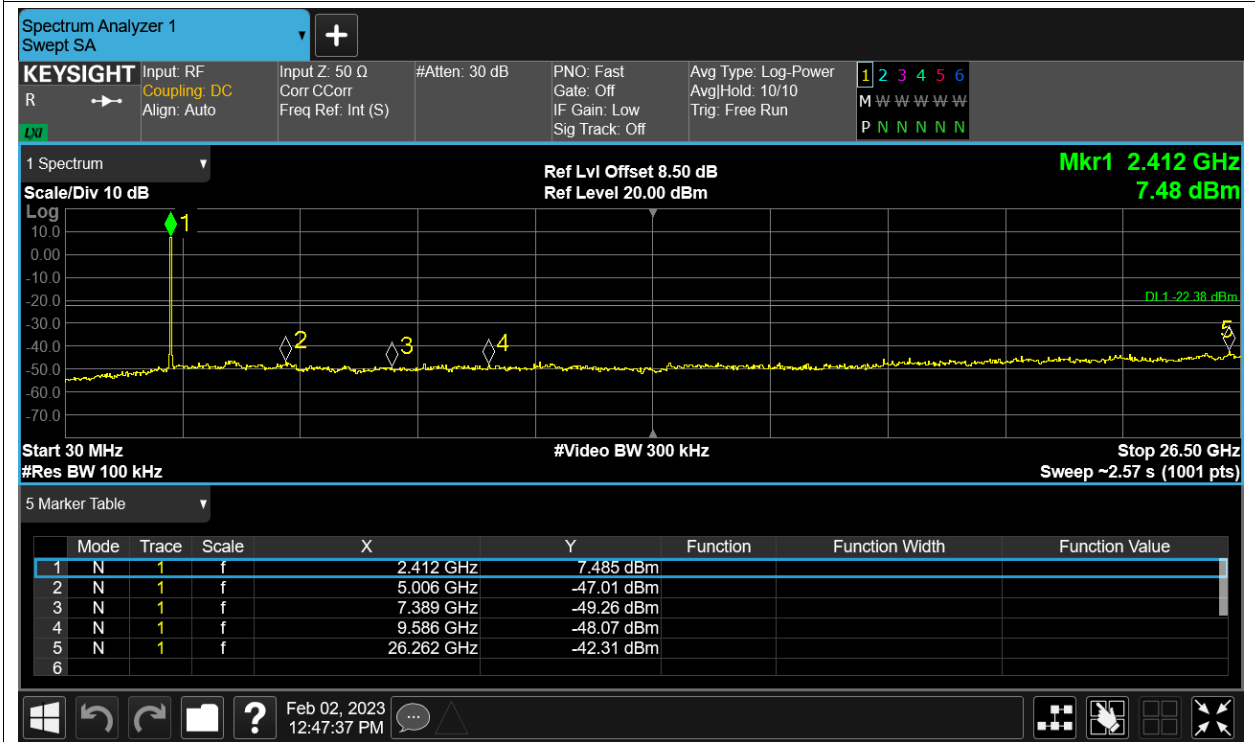 Spectrum Analyzer 1
Swept SA
KEYSIGHT Input: RF Input Z: 50 Ω #Atten: 30 dB PNO: Fast Avg Type: Log-Power 1 2 3 4 5 6
R Coupling: DC Corr CCorr Gate: Off Avg|Hold: 10/10 M W W W W W
Align: Auto Freq Ref: Int (S) IF Gain: Low Trig: Free Run
LXI Sig Track: Off P N N N N N
1 Spectrum Ref Lvl Offset 8.50 dB Mkr1 2.412 GHz
Scale/Div 10 dB Ref Level 20.00 dBm 7.48 dBm
Log
1
10.0
0.00
-10.0
-20.0 DL1 -22.38 dBm
-30.0
2 3 4 5
-40.0
-50.0
-60.0
-70.0
Start 30 MHz #Video BW 300 kHz Stop 26.50 GHz
#Res BW 100 kHz Sweep ~2.57 s (1001 pts)
5 Marker Table
Mode Trace Scale X Y Function Function Width Function Value
1 N 1 f 2.412 GHz 7.485 dBm
2 N 1 f 5.006 GHz -47.01 dBm
3 N 1 f 7.389 GHz -49.26 dBm
4 N 1 f 9.586 GHz -48.07 dBm
5 N 1 f 26.262 GHz -42.31 dBm
6
? Feb 02, 2023
12:47:37 PM